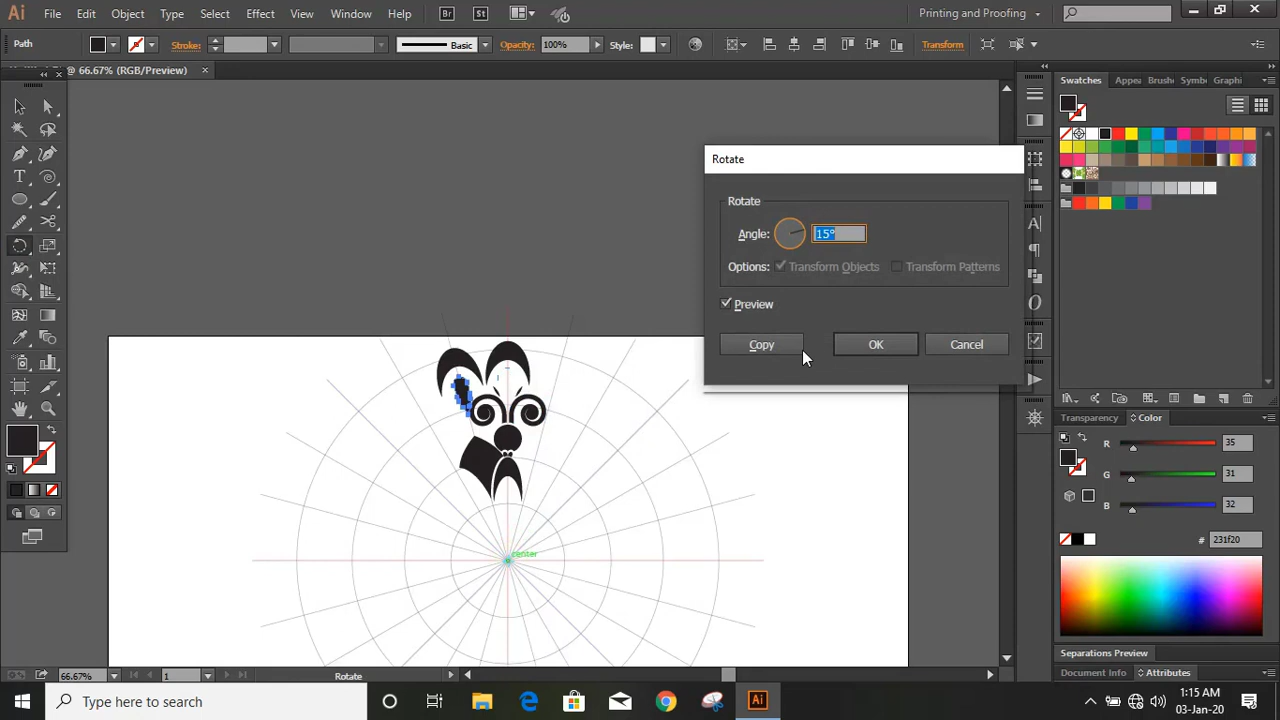 Ai File Edit Object Type Select Effect View Window Help Br St Printing and Proofing
Path Stroke: Basic Opacity: 100% Style: Transform
@ 66.67% (RGB/Preview) ×
Swatches Appea Brush Symb Graphi
Rotate
Rotate
Angle: 15°
Options: Transform Objects Transform Patterns
Preview
Copy OK Cancel
center
Transparency Color
R 35
G 31
B 32
# 231f20
Separations Preview
Document Info Attributes
66.67% 1 Rotate
Type here to search
1:15 AM
03-Jan-20